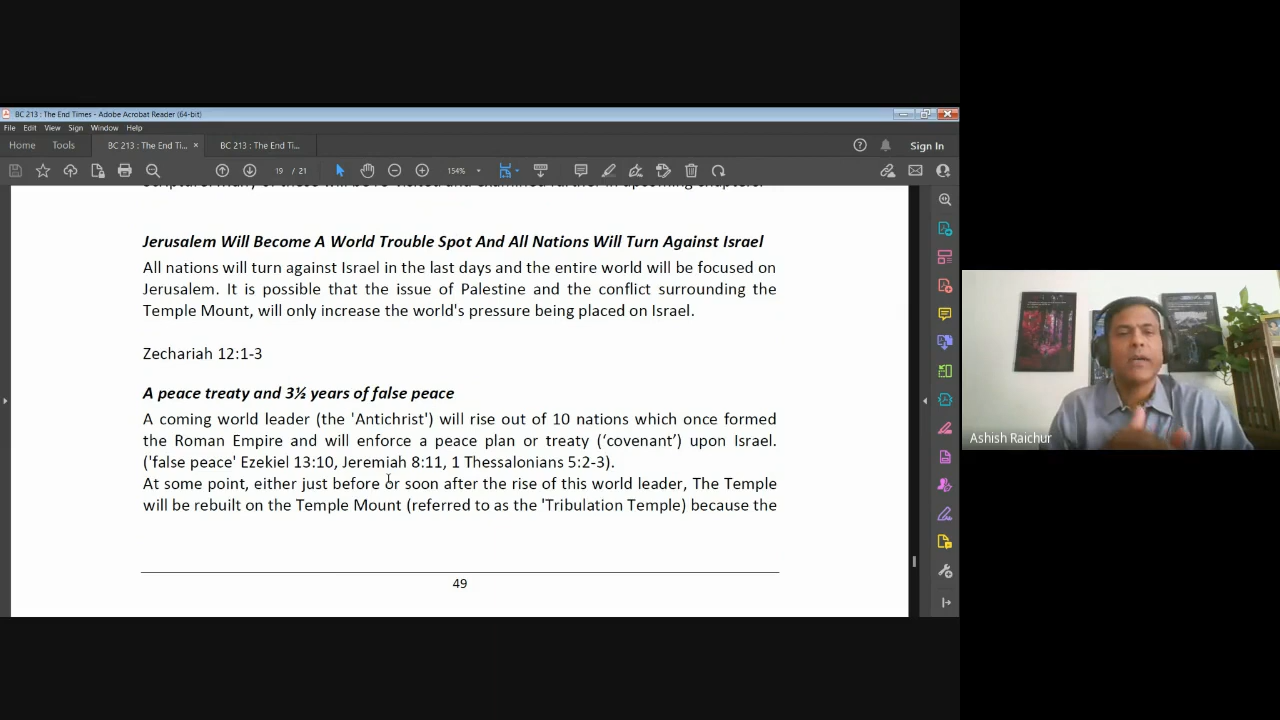 BC 213 : The End Times - Adobe Acrobat Reader (64-bit)
File Edit View Sign Window Help
Home Tools BC 213 : The End Ti... × BC 213 : The End Ti... Sign In
19 / 21 154%
Jerusalem Will Become A World Trouble Spot And All Nations Will Turn Against Israel
All nations will turn against Israel in the last days and the entire world will be focused on
Jerusalem. It is possible that the issue of Palestine and the conflict surrounding the
Temple Mount, will only increase the world's pressure being placed on Israel.
Zechariah 12:1-3
A peace treaty and 3½ years of false peace
A coming world leader (the 'Antichrist') will rise out of 10 nations which once formed
the Roman Empire and will enforce a peace plan or treaty (‘covenant’) upon Israel.
('false peace' Ezekiel 13:10, Jeremiah 8:11, 1 Thessalonians 5:2-3).
At some point, either just before or soon after the rise of this world leader, The Temple
will be rebuilt on the Temple Mount (referred to as the 'Tribulation Temple) because the
49
Ashish Raichur